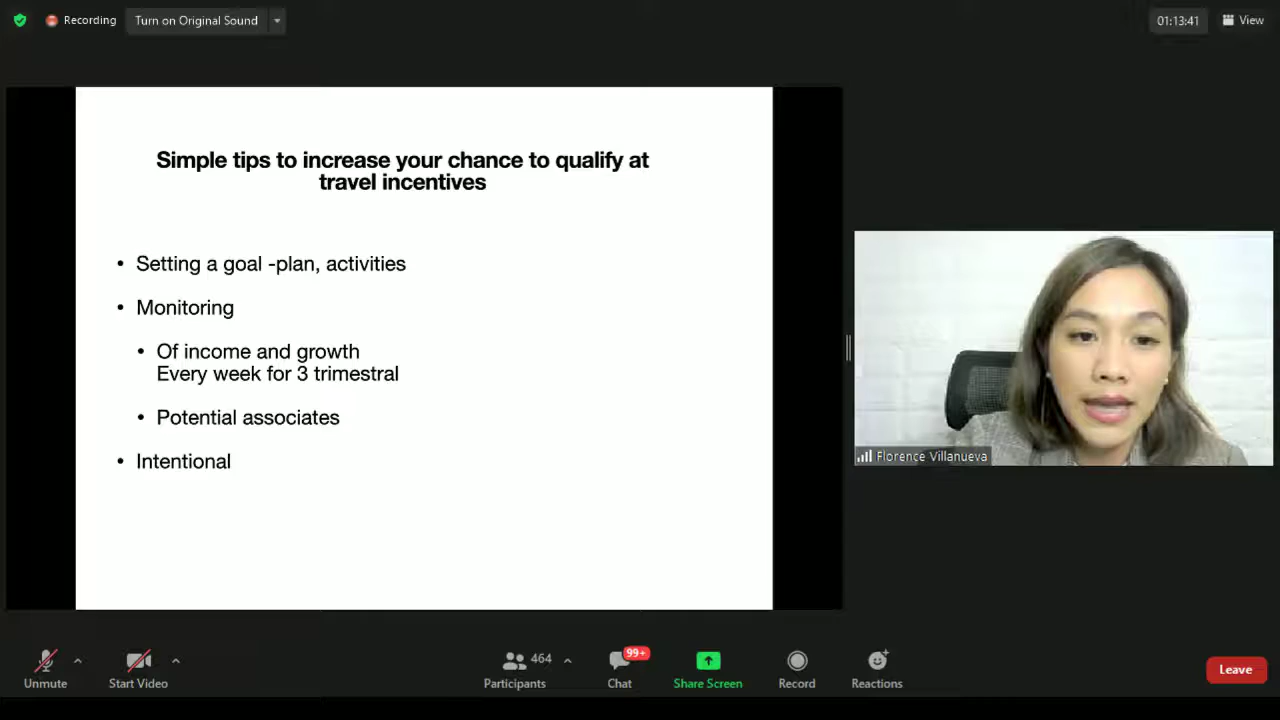 Recording
Turn on Original Sound
01:13:41
View
Simple tips to increase your chance to qualify at
travel incentives
• Setting a goal -plan, activities
• Monitoring
• Of income and growth
Every week for 3 trimestral
• Potential associates
• Intentional
Florence Villanueva
Unmute
Start Video
464
Participants
99+
Chat
Share Screen
Record
Reactions
Leave